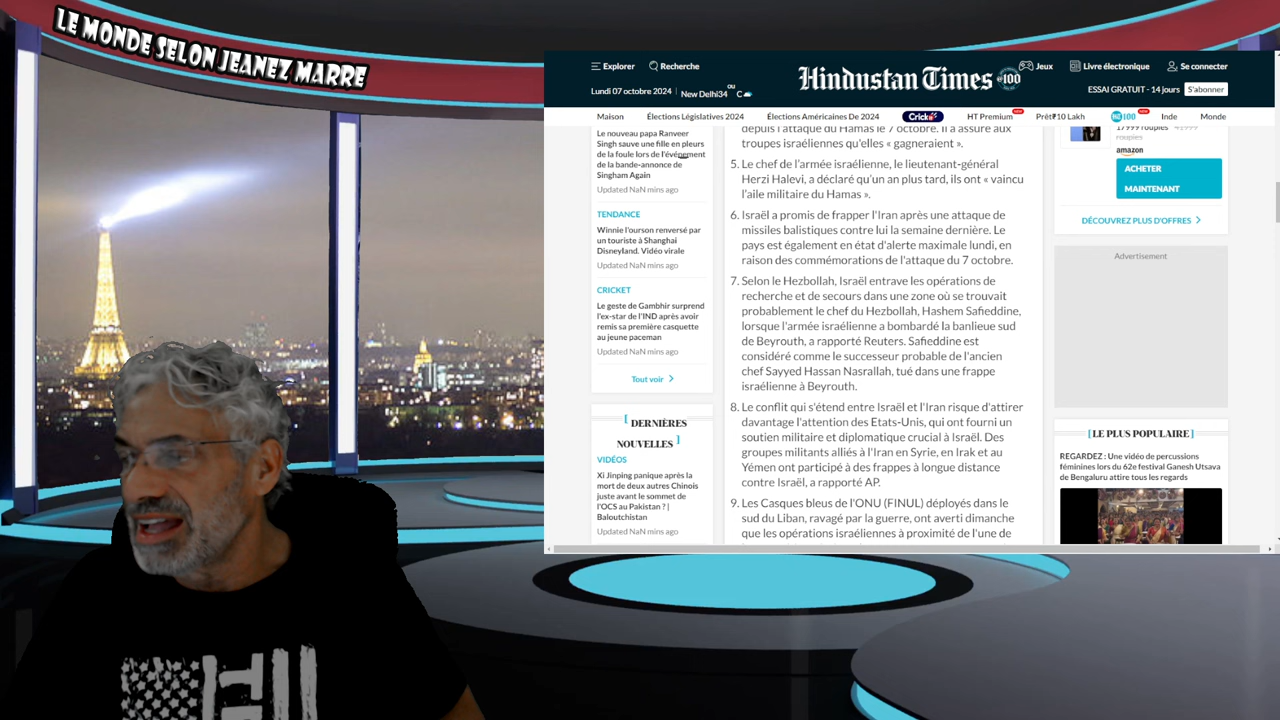 LE MONDE SELON JEANEZ MARRE
Explorer
Recherche
Hindustan Times
100
Jeux
Livre électronique
Se connecter
Lundi 07 octobre 2024
New Delhi34
ou
C
ESSAI GRATUIT - 14 jours
S'abonner
Maison
Élections Législatives 2024
Élections Américaines De 2024
HT Premium
Prêt₹10 Lakh
100
Inde
Monde
Le nouveau papa Ranveer
Singh sauve une fille en pleurs
de la foule lors de l'événement
de la bande-annonce de
Singham Again
Updated NaN mins ago
TENDANCE
Winnie l'ourson renversé par
un touriste à Shanghai
Disneyland. Vidéo virale
Updated NaN mins ago
CRICKET
Le geste de Gambhir surprend
l'ex-star de l'IND après avoir
remis sa première casquette
au jeune paceman
Updated NaN mins ago
Tout voir
DERNIÈRES
NOUVELLES
VIDÉOS
Xi Jinping panique après la
mort de deux autres Chinois
juste avant le sommet de
l'OCS au Pakistan ? |
Baloutchistan
Updated NaN mins ago
depuis l'attaque du Hamas le 7 octobre. Il a assuré aux
troupes israéliennes qu'elles « gagneraient ».
5. Le chef de l'armée israélienne, le lieutenant-général
Herzi Halevi, a déclaré qu'un an plus tard, ils ont « vaincu
l'aile militaire du Hamas ».
6. Israël a promis de frapper l'Iran après une attaque de
missiles balistiques contre lui la semaine dernière. Le
pays est également en état d'alerte maximale lundi, en
raison des commémorations de l'attaque du 7 octobre.
7. Selon le Hezbollah, Israël entrave les opérations de
recherche et de secours dans une zone où se trouvait
probablement le chef du Hezbollah, Hashem Safieddine,
lorsque l'armée israélienne a bombardé la banlieue sud
de Beyrouth, a rapporté Reuters. Safieddine est
considéré comme le successeur probable de l'ancien
chef Sayyed Hassan Nasrallah, tué dans une frappe
israélienne à Beyrouth.
8. Le conflit qui s'étend entre Israël et l'Iran risque d'attirer
davantage l'attention des Etats-Unis, qui ont fourni un
soutien militaire et diplomatique crucial à Israël. Des
groupes militants alliés à l'Iran en Syrie, en Irak et au
Yémen ont participé à des frappes à longue distance
contre Israël, a rapporté AP.
9. Les Casques bleus de l'ONU (FINUL) déployés dans le
sud du Liban, ravagé par la guerre, ont averti dimanche
que les opérations israéliennes à proximité de l'une de
17999 roupies 41999
roupies
amazon
ACHETER
MAINTENANT
DÉCOUVREZ PLUS D'OFFRES
Advertisement
LE PLUS POPULAIRE
REGARDEZ : Une vidéo de percussions
féminines lors du 62e festival Ganesh Utsava
de Bengaluru attire tous les regards